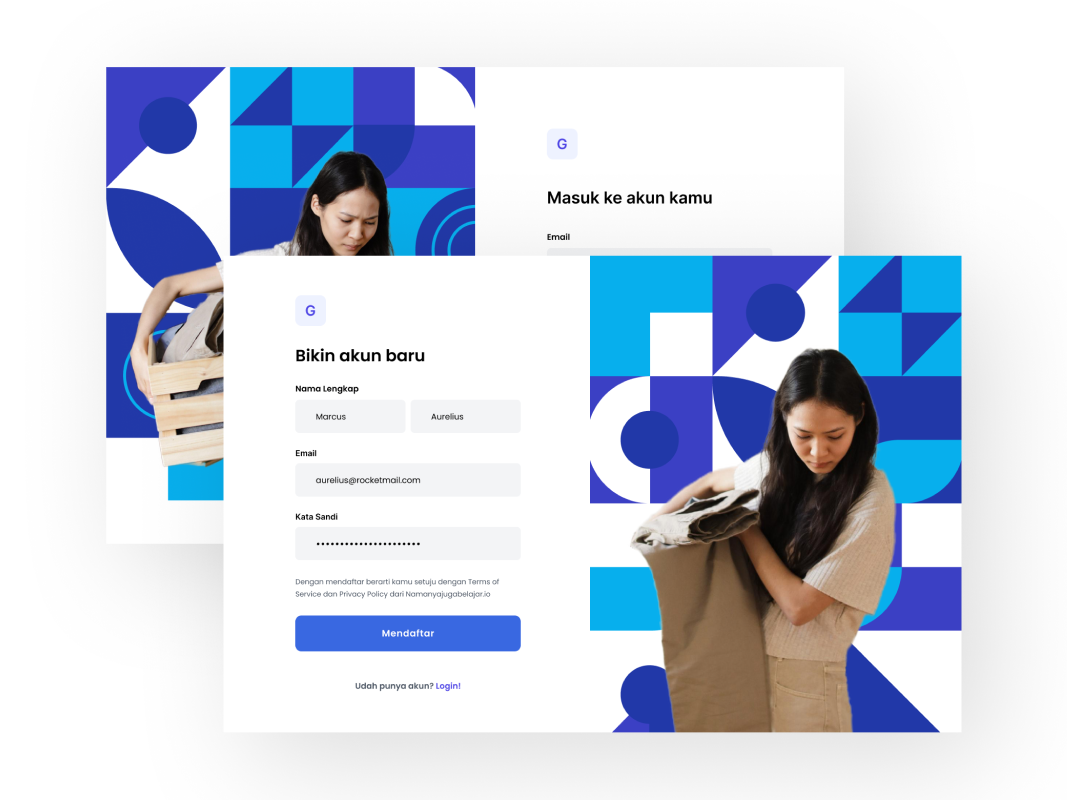 G
Masuk ke akun kamu
Email
G
Bikin akun baru
Nama Lengkap
Marcus Aurelius
Email
aurelius@rocketmail.com
Kata Sandi
••••••••••••••••••••••
Dengan mendaftar berarti kamu setuju dengan Terms of
Service dan Privacy Policy dari Namanyajugabelajar.io
Mendaftar
Udah punya akun? Login!